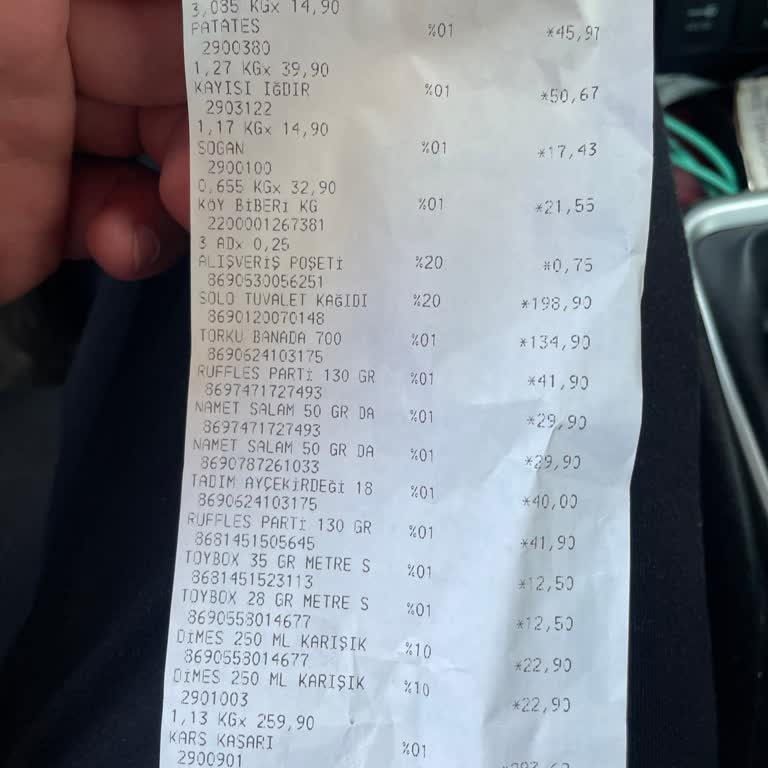 3,085 KGx 14,90
PATATES %01 *45,97
2900380
1,27 KGx 39,90
KAYISI IĞDIR %01 *50,67
2903122
1,17 KGx 14,90
SOĞAN %01 *17,43
2900100
0,655 KGx 32,90
KÖY BİBERİ KG %01 *21,55
2200001267381
3 ADx 0,25
ALIŞVERİŞ POŞETİ %20 *0,75
8690530056251
SOLO TUVALET KAĞIDI %20 *198,90
8690120070148
TORKU BANADA 700 %01 *134,90
8690624103175
RUFFLES PARTİ 130 GR %01 *41,90
8697471727493
NAMET SALAM 50 GR DA %01 *29,90
8697471727493
NAMET SALAM 50 GR DA %01 *29,90
8690787261033
TADIM AYÇEKİRDEĞİ 18 %01 *40,00
8690624103175
RUFFLES PARTİ 130 GR %01 *41,90
8681451505645
TOYBOX 35 GR METRE S %01 *12,50
8681451523113
TOYBOX 28 GR METRE S %01 *12,50
8690558014677
DİMES 250 ML KARIŞIK %10 *22,90
8690558014677
DİMES 250 ML KARIŞIK %10 *22,90
2901003
1,13 KGx 259,90
KARS KAŞARI %01
2900901